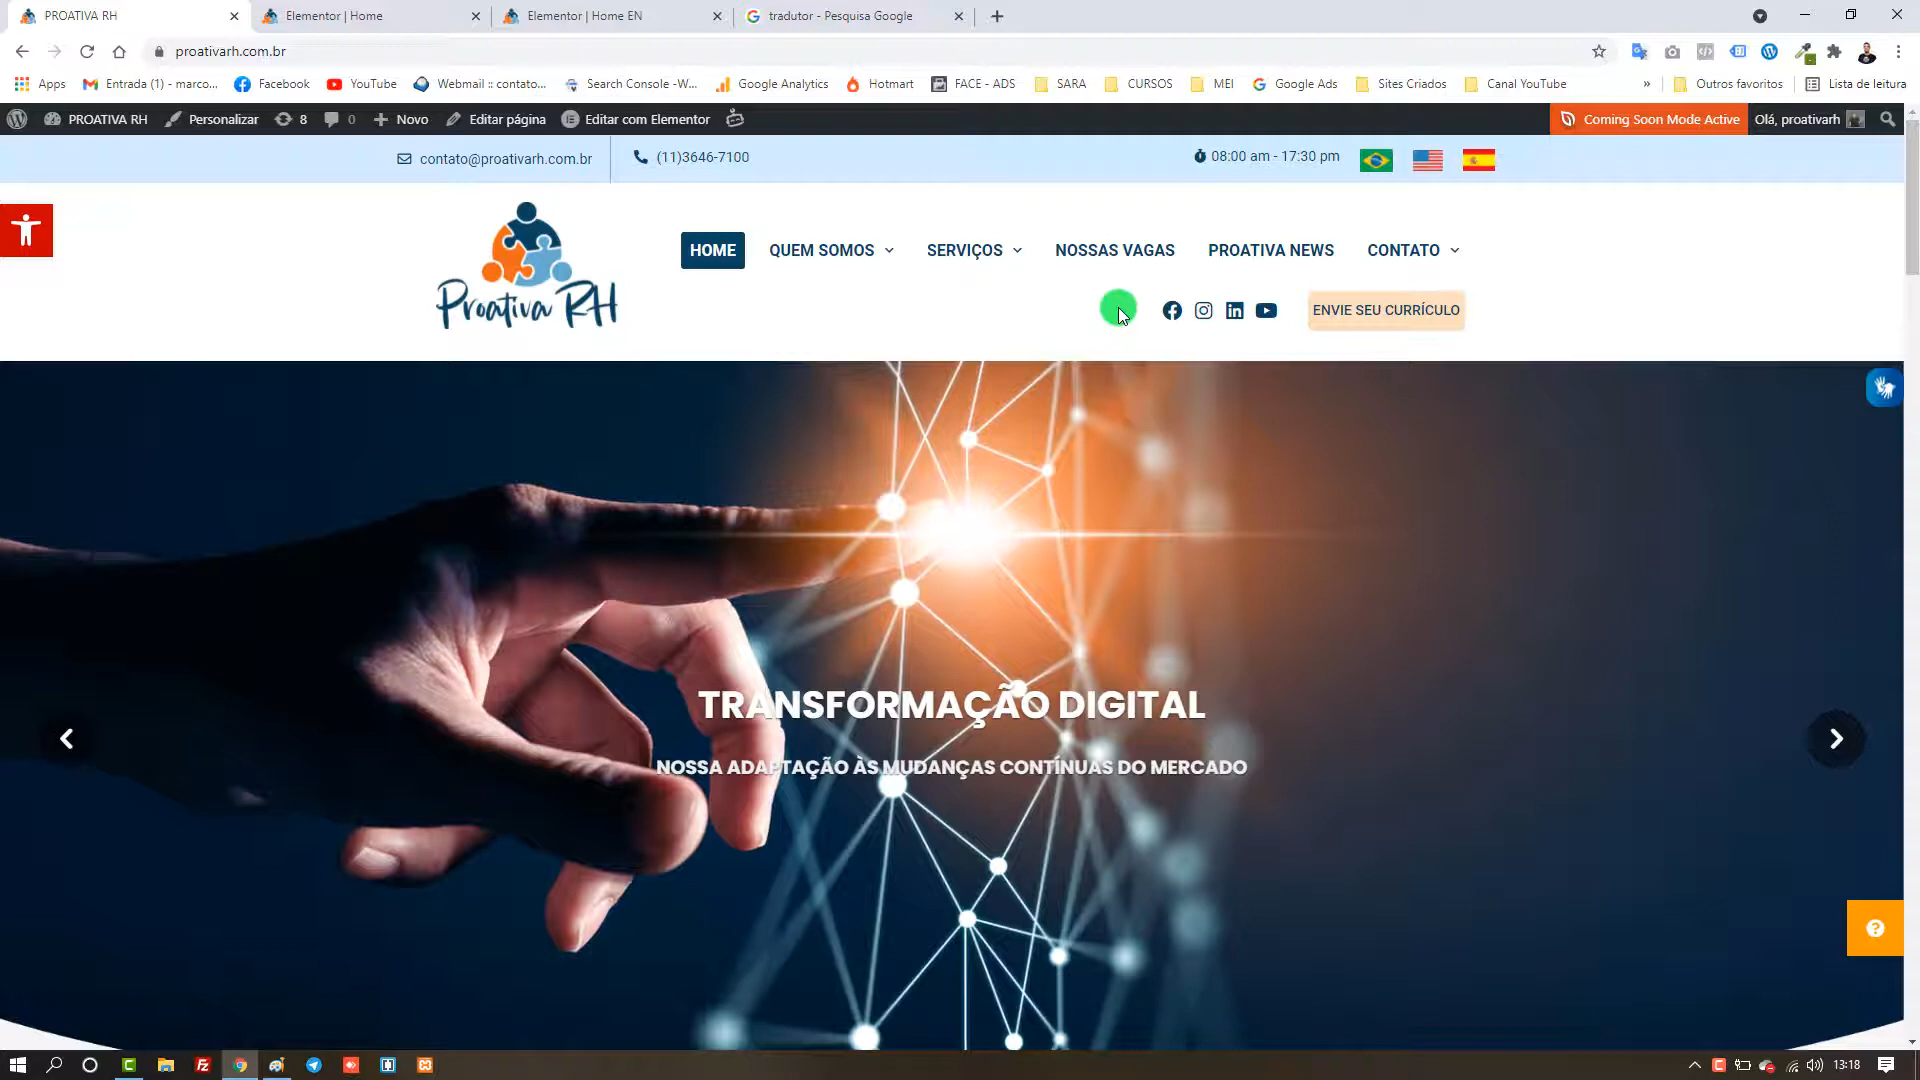 PROATIVA RH
Elementor | Home
Elementor | Home EN
tradutor - Pesquisa Google
proativarh.com.br
Apps
Entrada (1) - marco...
Facebook
YouTube
Webmail :: contato...
Search Console -W...
Google Analytics
Hotmart
FACE - ADS
SARA
CURSOS
MEI
Google Ads
Sites Criados
Canal YouTube
»
Outros favoritos
Lista de leitura
PROATIVA RH
Personalizar
8
0
Novo
Editar página
Editar com Elementor
Coming Soon Mode Active
Olá, proativarh
contato@proativarh.com.br
(11)3646-7100
08:00 am - 17:30 pm
Proativa RH
HOME
QUEM SOMOS
SERVIÇOS
NOSSAS VAGAS
PROATIVA NEWS
CONTATO
ENVIE SEU CURRÍCULO
TRANSFORMAÇÃO DIGITAL
NOSSA ADAPTAÇÃO ÀS MUDANÇAS CONTÍNUAS DO MERCADO
13:18